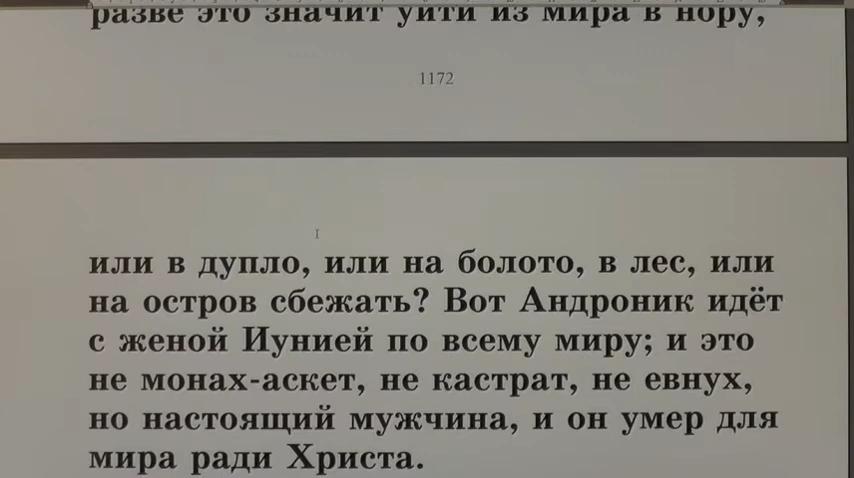 разве это значит уйти из мира в нору,
1172
или в дупло, или на болото, в лес, или
на остров сбежать? Вот Андроник идёт
с женой Иунией по всему миру; и это
не монах-аскет, не кастрат, не евнух,
но настоящий мужчина, и он умер для
мира ради Христа.